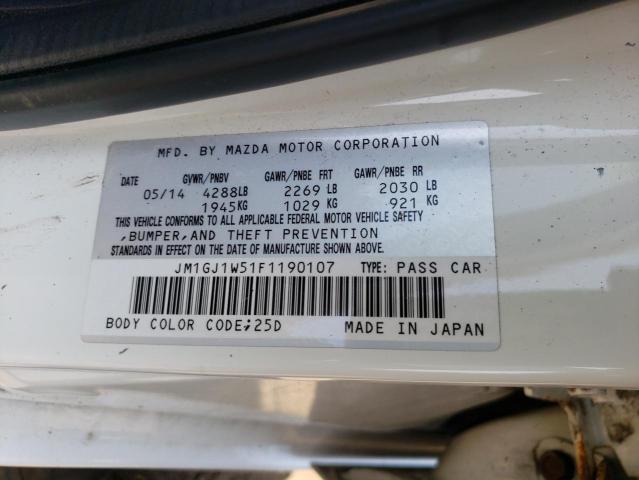 MFD. BY MAZDA MOTOR CORPORATION
DATE GVWR/PNBV GAWR/PNBE FRT GAWR/PNBE RR
05/14 4288LB 2269 LB 2030 LB
1945KG 1029 KG 921 KG
THIS VEHICLE CONFORMS TO ALL APPLICABLE FEDERAL MOTOR VEHICLE SAFETY
,BUMPER,AND THEFT PREVENTION
STANDARDS IN EFFECT ON THE DATE OF MANUFACTURE SHOWN ABOVE.
JM1GJ1W51F1190107 TYPE: PASS CAR
BODY COLOR CODE;25D MADE IN JAPAN